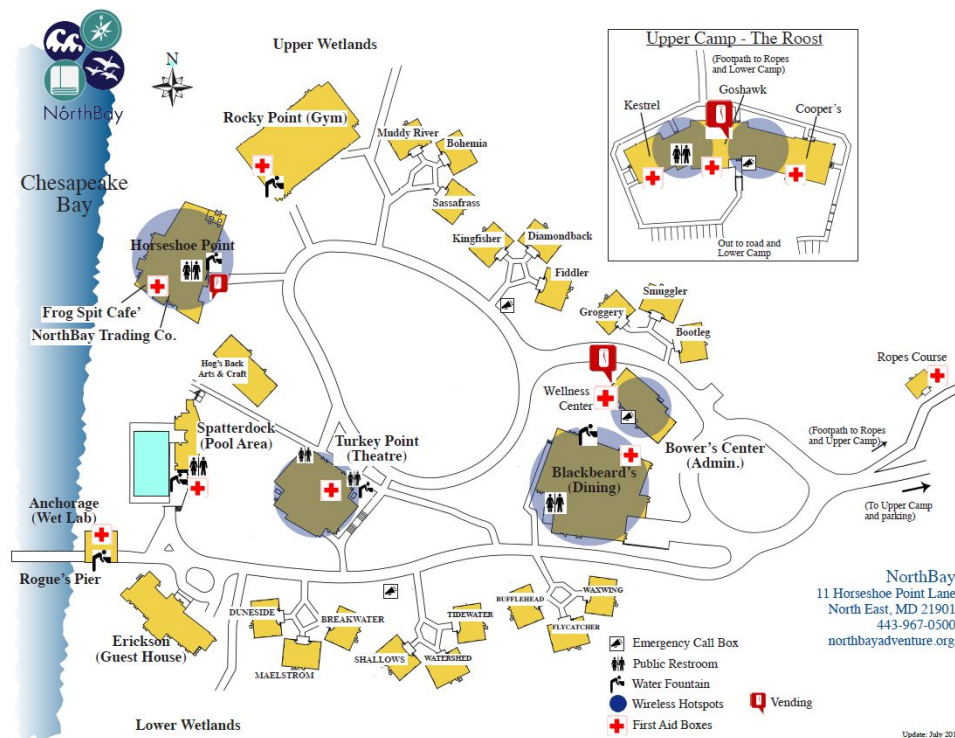 NorthBay
Upper Wetlands
N
Upper Camp - The Roost
(Footpath to Ropes
and Lower Camp)
Goshawk
Kestrel
Cooper's
Out to road and
Lower Camp
Rocky Point (Gym)
Muddy River
Bohemia
Sassafrass
Chesapeake
Bay
Kingfisher
Diamondback
Fiddler
Horseshoe Point
Frog Spit Cafe'
NorthBay Trading Co.
Smuggler
Groggery
Bootleg
Hog's Back
Arts & Craft
Ropes Course
Wellness
Center
Spatterdock
(Pool Area)
Turkey Point
(Theatre)
(Footpath to Ropes
and Upper Camp)
Bower's Center
(Admin.)
Blackbeard's
(Dining)
Anchorage
(Wet Lab)
(To Upper Camp
and parking)
Rogue's Pier
Erickson
(Guest House)
DUNESIDE
BREAKWATER
MAELSTROM
TIDEWATER
SHALLOWS
WATERSHED
BUFFLEHEAD
WAXWING
FLYCATCHER
NorthBay
11 Horseshoe Point Lane
North East, MD 21901
443-967-0500
northbayadventure.org
Emergency Call Box
Public Restroom
Water Fountain
Wireless Hotspots
Vending
First Aid Boxes
Lower Wetlands
Update: July 201